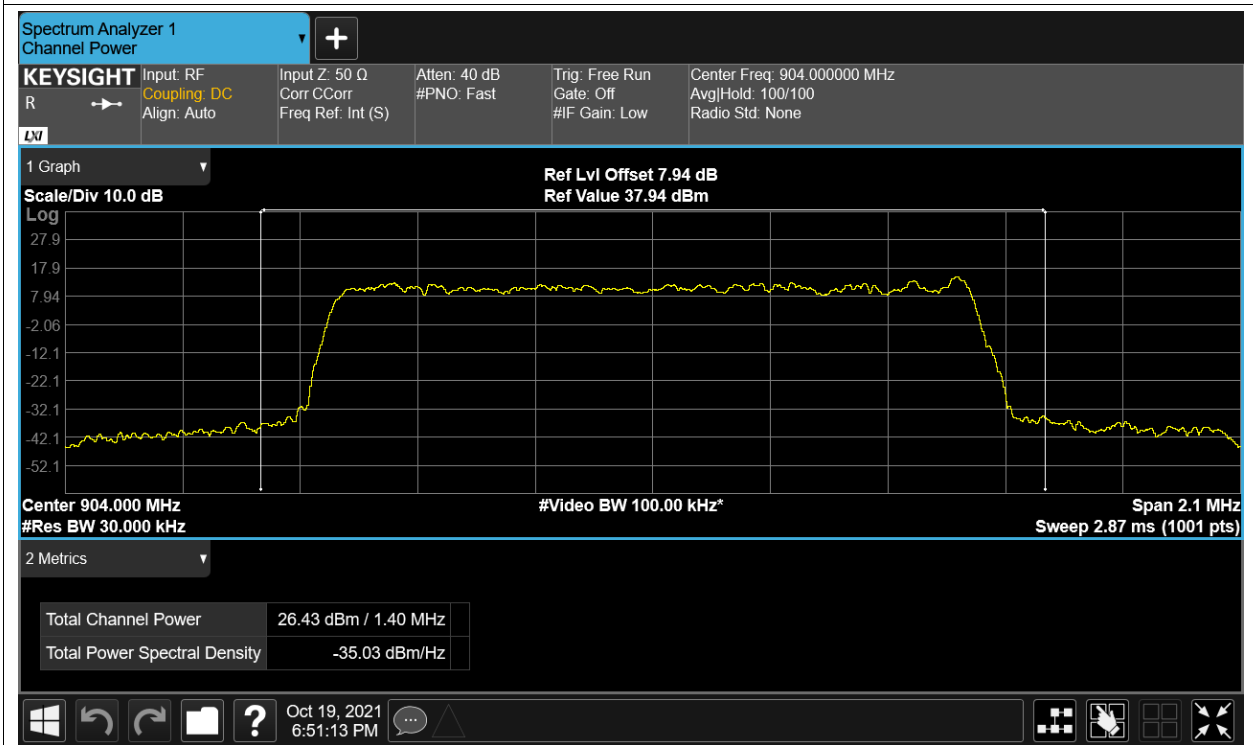 Spectrum Analyzer 1
Channel Power
▼
+
KEYSIGHT
R
LXI
Input: RF
Coupling: DC
Align: Auto
Input Z: 50 Ω
Corr CCorr
Freq Ref: Int (S)
Atten: 40 dB
#PNO: Fast
Trig: Free Run
Gate: Off
#IF Gain: Low
Center Freq: 904.000000 MHz
Avg|Hold: 100/100
Radio Std: None
1 Graph ▼
Scale/Div 10.0 dB
Ref Lvl Offset 7.94 dB
Ref Value 37.94 dBm
Log
27.9
17.9
7.94
-2.06
-12.1
-22.1
-32.1
-42.1
-52.1
Center 904.000 MHz
#Res BW 30.000 kHz
#Video BW 100.00 kHz*
Span 2.1 MHz
Sweep 2.87 ms (1001 pts)
2 Metrics ▼
Total Channel Power 26.43 dBm / 1.40 MHz
Total Power Spectral Density -35.03 dBm/Hz
?
Oct 19, 2021
6:51:13 PM